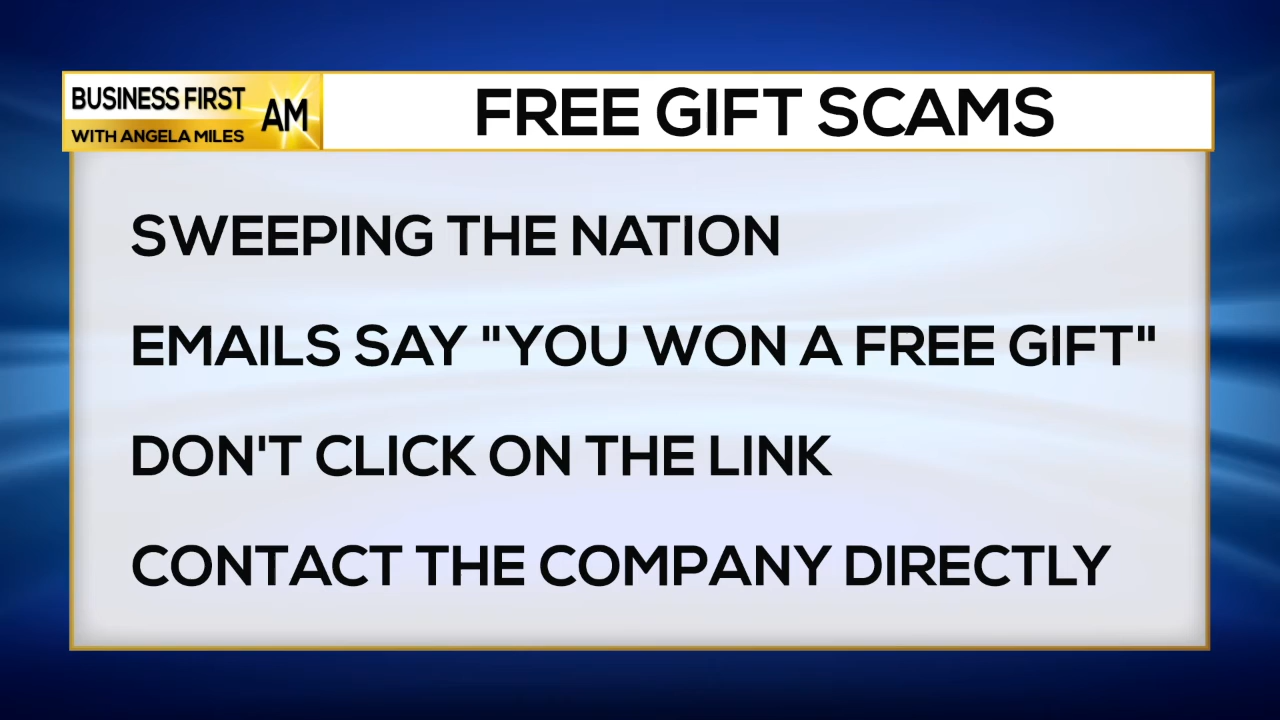 BUSINESS FIRST AM
WITH ANGELA MILES
FREE GIFT SCAMS
SWEEPING THE NATION
EMAILS SAY "YOU WON A FREE GIFT"
DON'T CLICK ON THE LINK
CONTACT THE COMPANY DIRECTLY